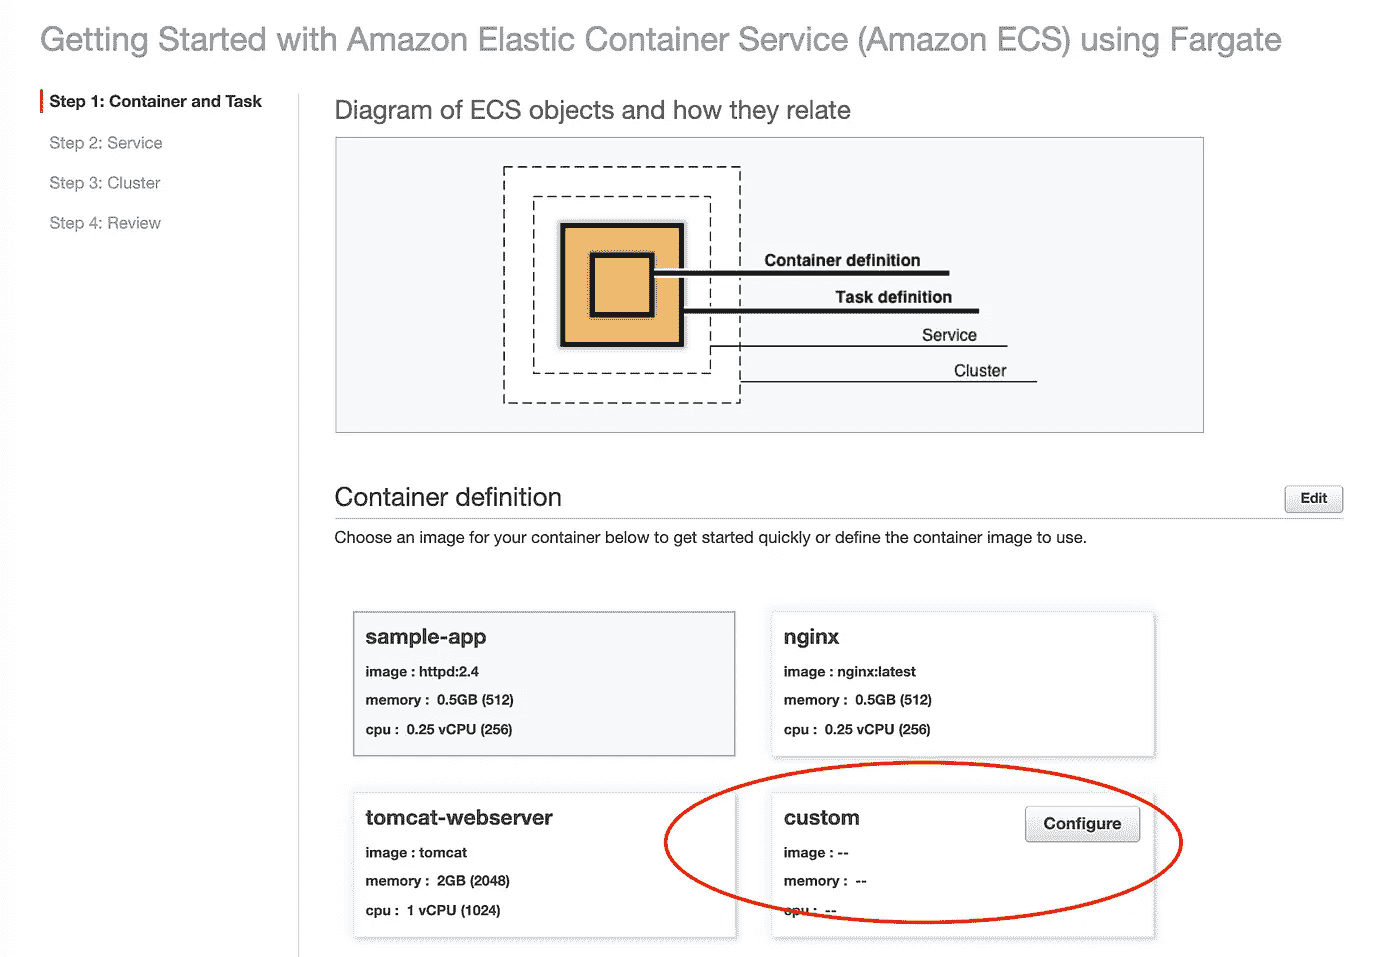 Getting Started with Amazon Elastic Container Service (Amazon ECS) using Fargate
Step 1: Container and Task
Step 2: Service
Step 3: Cluster
Step 4: Review
Diagram of ECS objects and how they relate
Container definition
Task definition
Service
Cluster
Container definition
Edit
Choose an image for your container below to get started quickly or define the container image to use.
sample-app
image : httpd:2.4
memory : 0.5GB (512)
cpu : 0.25 vCPU (256)
nginx
image : nginx:latest
memory : 0.5GB (512)
cpu : 0.25 vCPU (256)
tomcat-webserver
image : tomcat
memory : 2GB (2048)
cpu : 1 vCPU (1024)
custom
Configure
image : --
memory : --
cpu : --